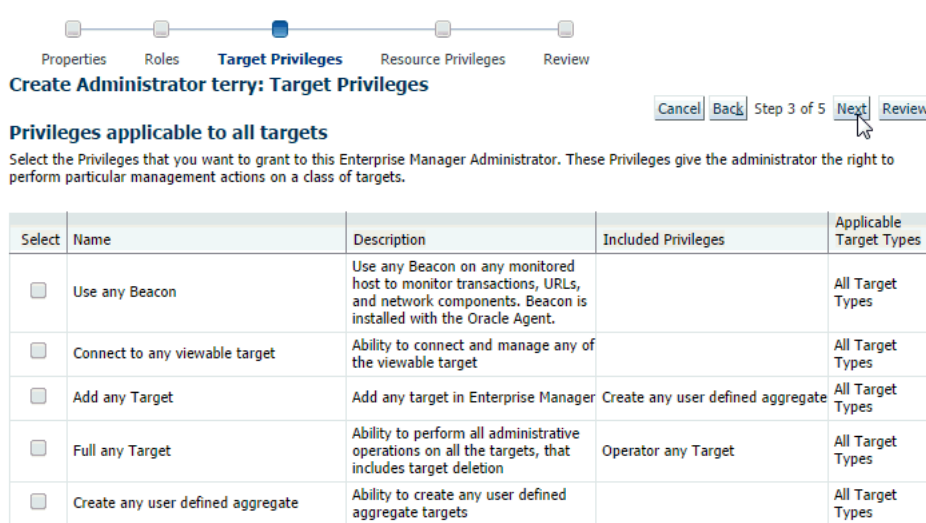 Properties Roles Target Privileges Resource Privileges Review
Create Administrator terry: Target Privileges
Cancel Back Step 3 of 5 Next Review
Privileges applicable to all targets
Select the Privileges that you want to grant to this Enterprise Manager Administrator. These Privileges give the administrator the right to
perform particular management actions on a class of targets.
Applicable
Select Name Description Included Privileges Target Types
Use any Beacon on any monitored
host to monitor transactions, URLs, All Target
Use any Beacon and network components. Beacon is Types
installed with the Oracle Agent.
Ability to connect and manage any of All Target
Connect to any viewable target the viewable target Types
All Target
Add any Target Add any target in Enterprise Manager Create any user defined aggregate Types
Ability to perform all administrative
Full any Target operations on all the targets, that Operator any Target All Target
includes target deletion Types
Ability to create any user defined All Target
Create any user defined aggregate aggregate targets Types